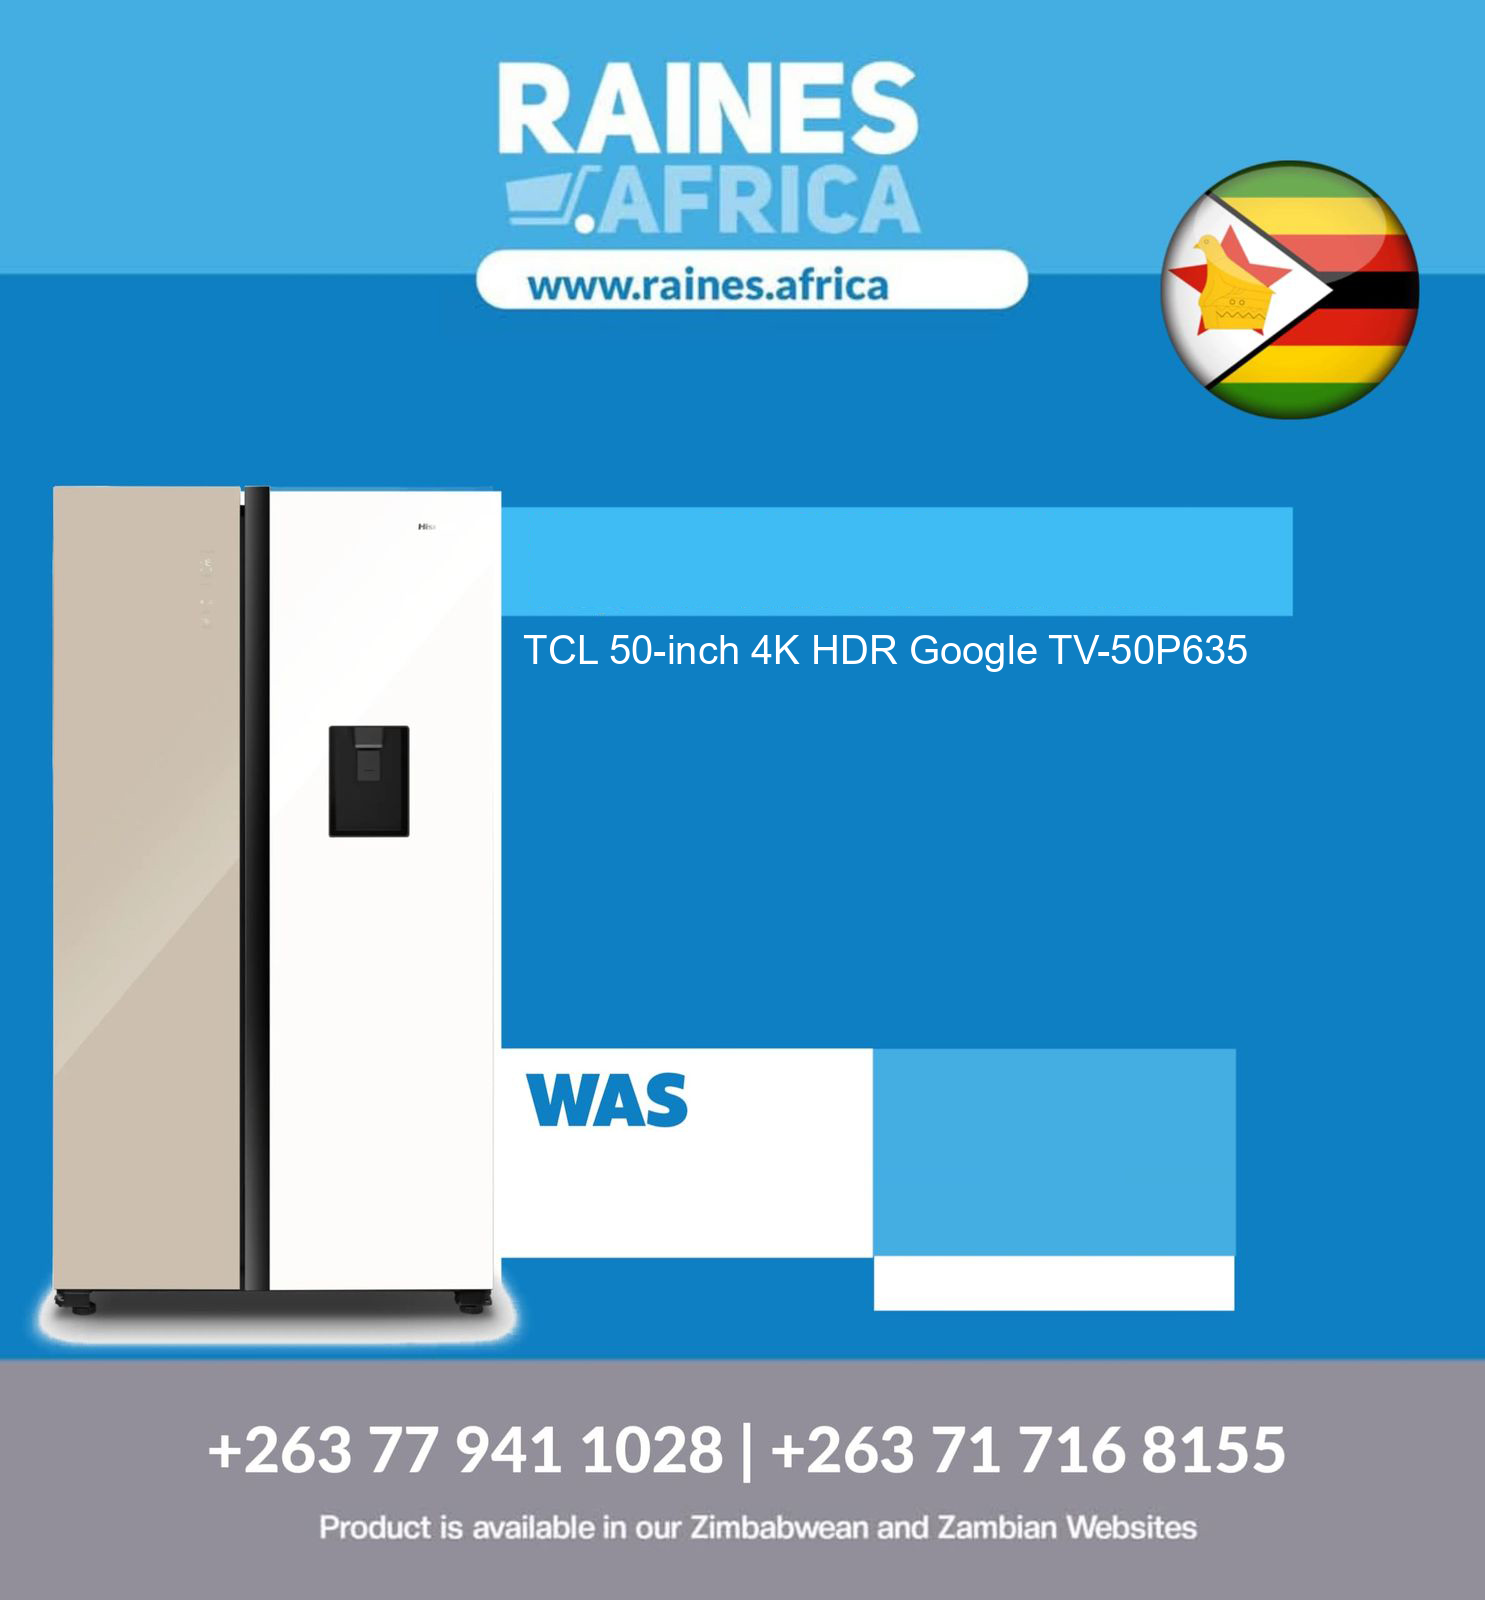 RAINES
.AFRICA
www.raines.africa
TCL 50-inch 4K HDR Google TV-50P635
WAS
+263 77 941 1028 | +263 71 716 8155
Product is available in our Zimbabwean and Zambian Websites